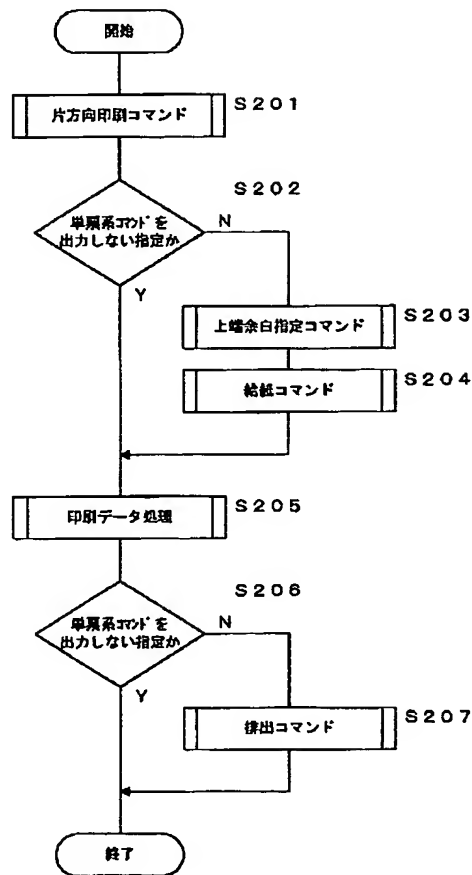 開始
片方向印刷コマンド
S201
S202
単票系コマンドを
出力しない指定か
N
Y
上端余白指定コマンド
S203
給紙コマンド
S204
印刷データ処理
S205
S206
単票系コマンドを
出力しない指定か
N
Y
排出コマンド
S207
終了